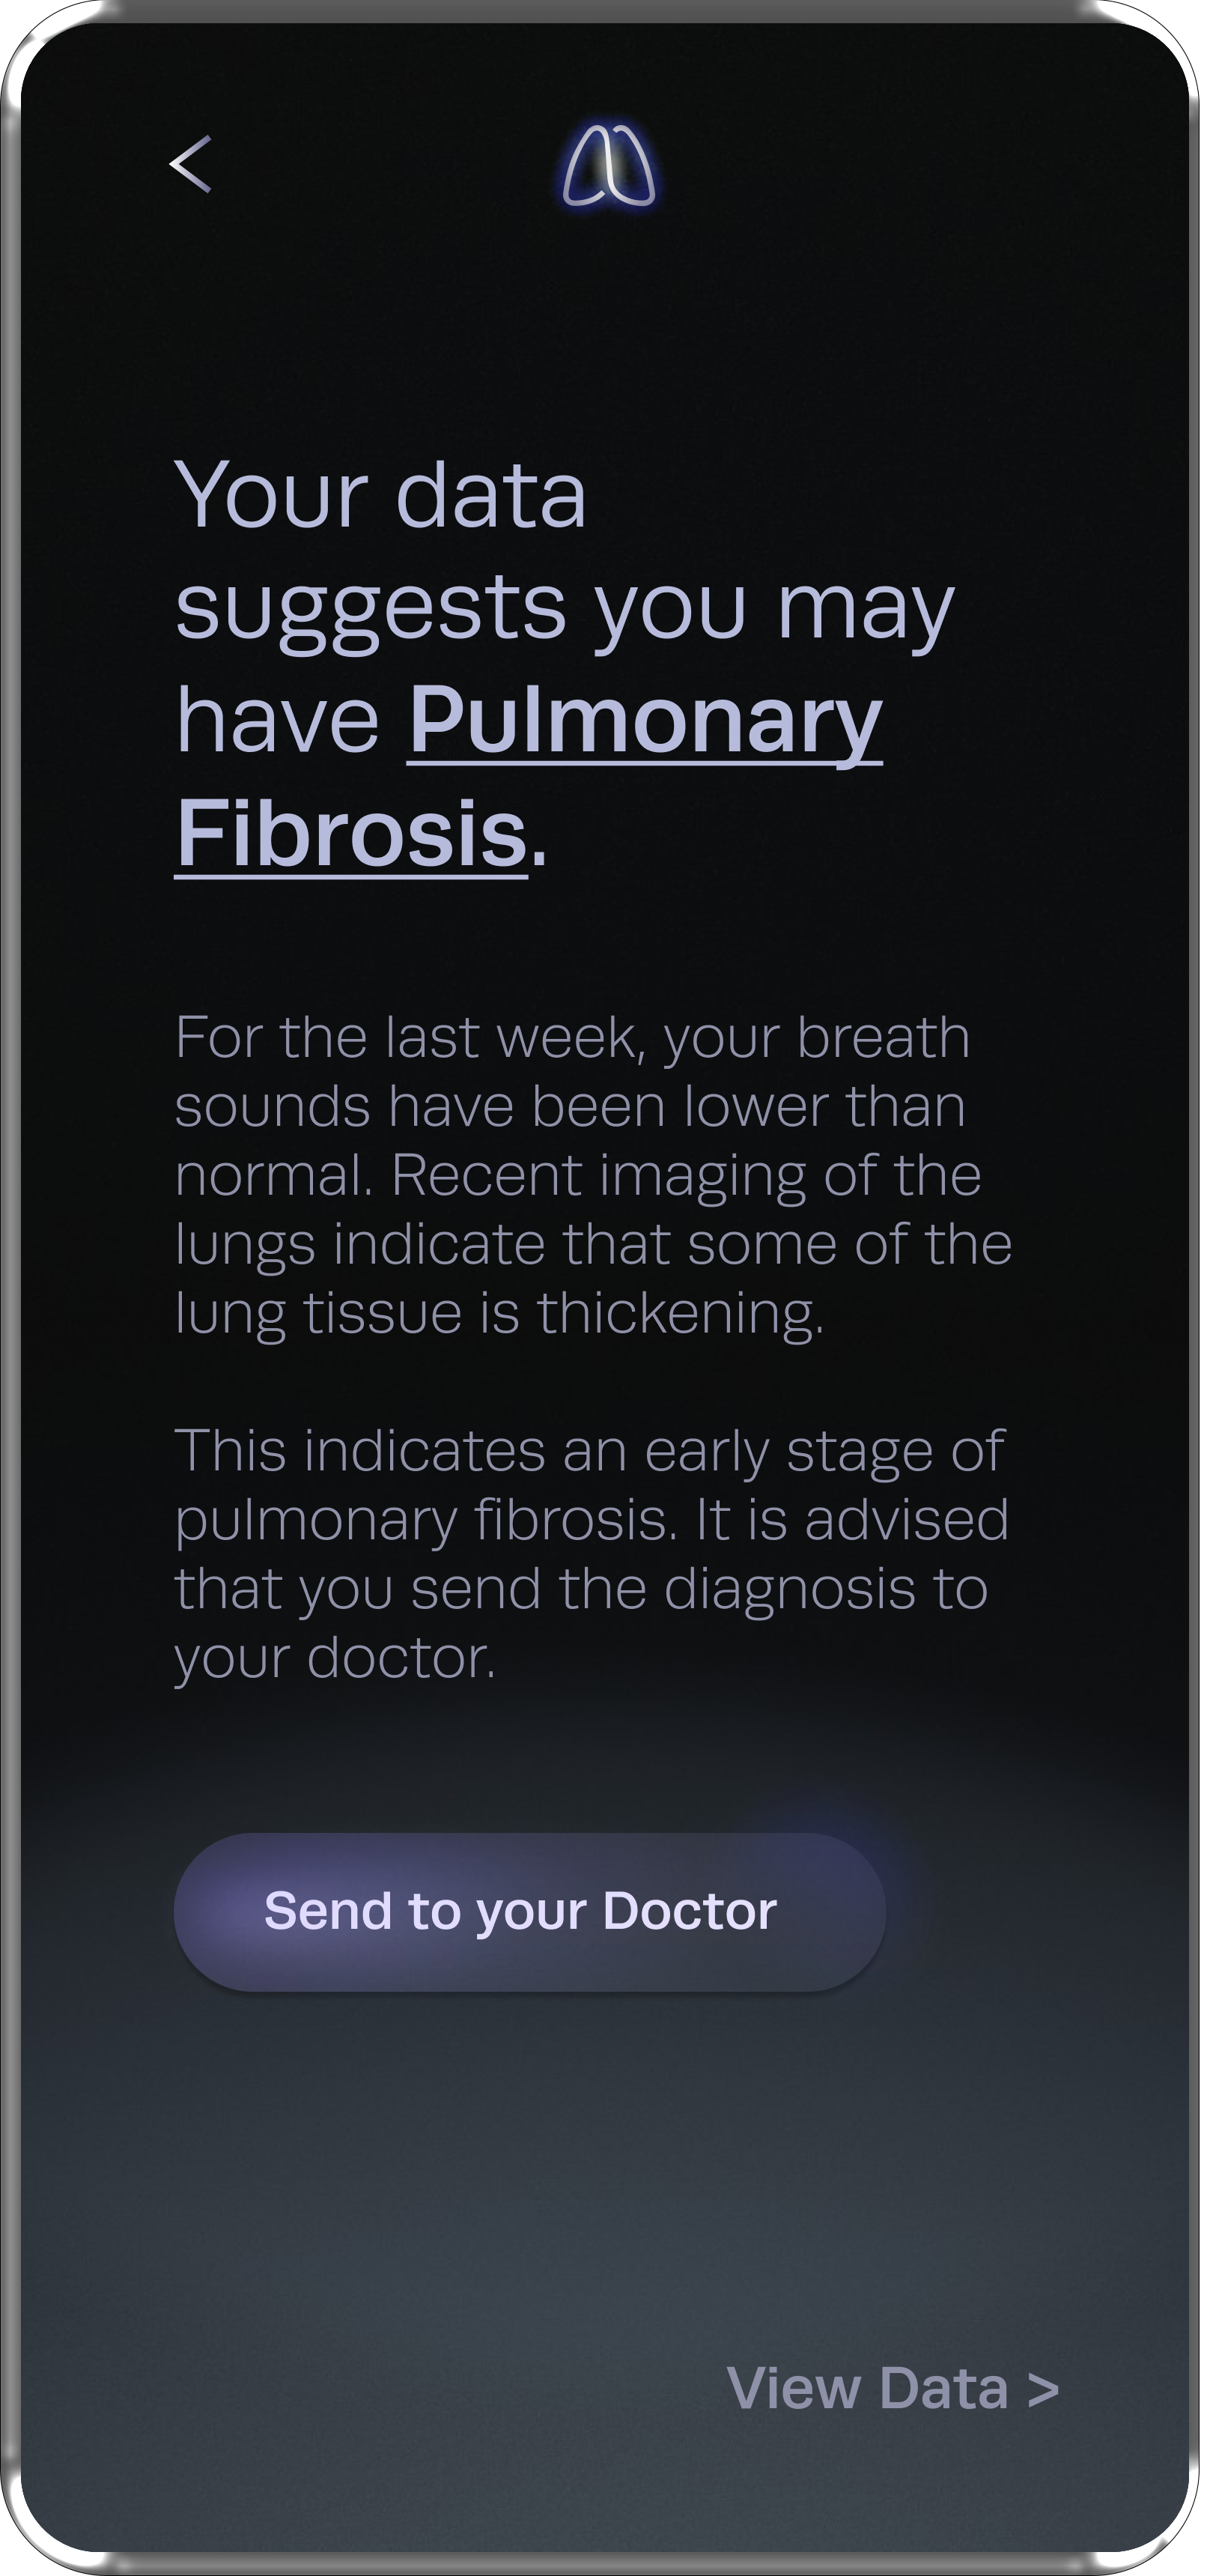 Your data
suggests you may
have Pulmonary
Fibrosis.
For the last week, your breath
sounds have been lower than
normal. Recent imaging of the
lungs indicate that some of the
lung tissue is thickening.
This indicates an early stage of
pulmonary fibrosis. It is advised
that you send the diagnosis to
your doctor.
Send to your Doctor
View Data >